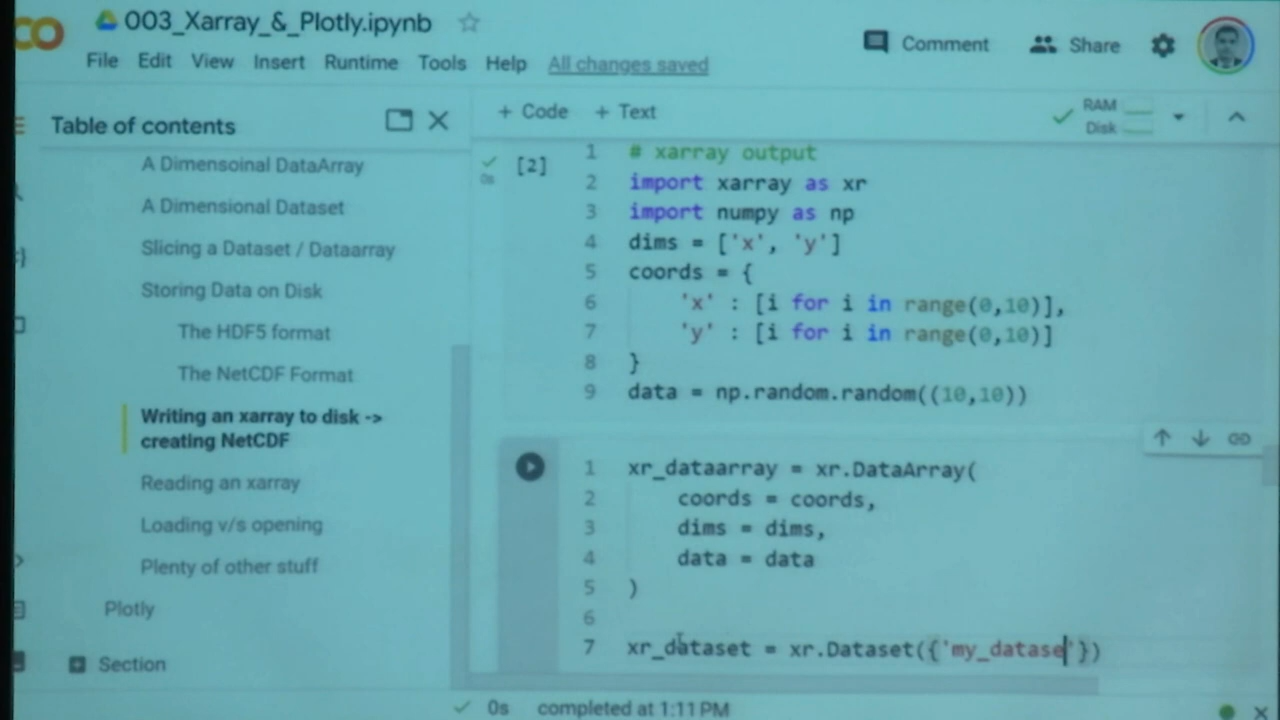 003_Xarray_&_Plotly.ipynb
File Edit View Insert Runtime Tools Help All changes saved
Comment
Share
Table of contents
A Dimensoinal DataArray
A Dimensional Dataset
Slicing a Dataset / Dataarray
Storing Data on Disk
The HDF5 format
The NetCDF Format
Writing an xarray to disk ->
creating NetCDF
Reading an xarray
Loading v/s opening
Plenty of other stuff
Plotly
Section
+ Code + Text
RAM
Disk
0s
[2]
1 # xarray output
2 import xarray as xr
3 import numpy as np
4 dims = ['x', 'y']
5 coords = {
6 'x' : [i for i in range(0,10)],
7 'y' : [i for i in range(0,10)]
8 }
9 data = np.random.random((10,10))
1 xr_dataarray = xr.DataArray(
2 coords = coords,
3 dims = dims,
4 data = data
5 )
6
7 xr_dataset = xr.Dataset({'my_datase'})
0s completed at 1:11 PM